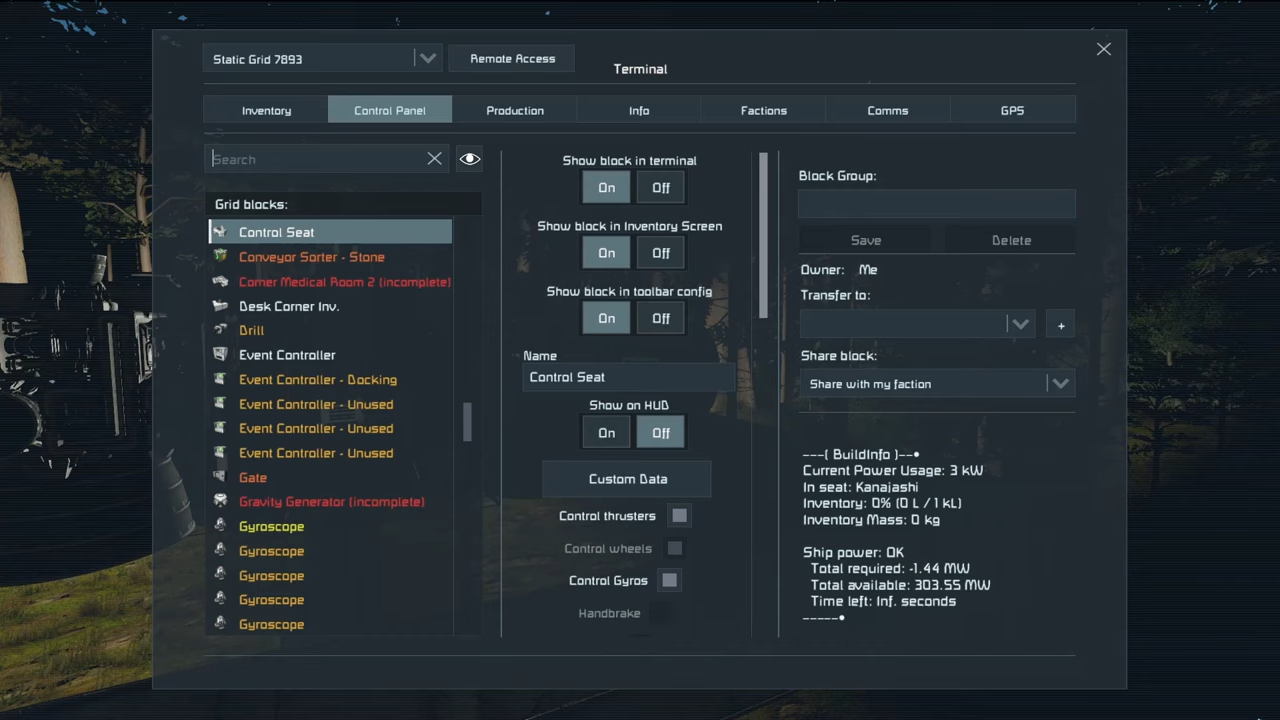 Static Grid 7893
Remote Access
Terminal
Inventory
Control Panel
Production
Info
Factions
Comms
GPS
Search
Grid blocks:
Control Seat
Conveyor Sorter - Stone
Corner Medical Room 2 (incomplete)
Desk Corner Inv.
Drill
Event Controller
Event Controller - Docking
Event Controller - Unused
Event Controller - Unused
Event Controller - Unused
Gate
Gravity Generator (incomplete)
Gyroscope
Gyroscope
Gyroscope
Gyroscope
Gyroscope
Show block in terminal
On Off
Show block in Inventory Screen
On Off
Show block in toolbar config
On Off
Name
Control Seat
Show on HUD
On Off
Custom Data
Control thrusters
Control wheels
Control Gyros
Handbrake
Block Group:
Save
Delete
Owner: Me
Transfer to:
+
Share block:
Share with my faction
---( BuildInfo )--•
Current Power Usage: 3 kW
In seat: Kanajashi
Inventory: 0% (0 L / 1 kL)
Inventory Mass: 0 kg
Ship power: OK
Total required: -1.44 MW
Total available: 303.55 MW
Time left: Inf. seconds
-----•